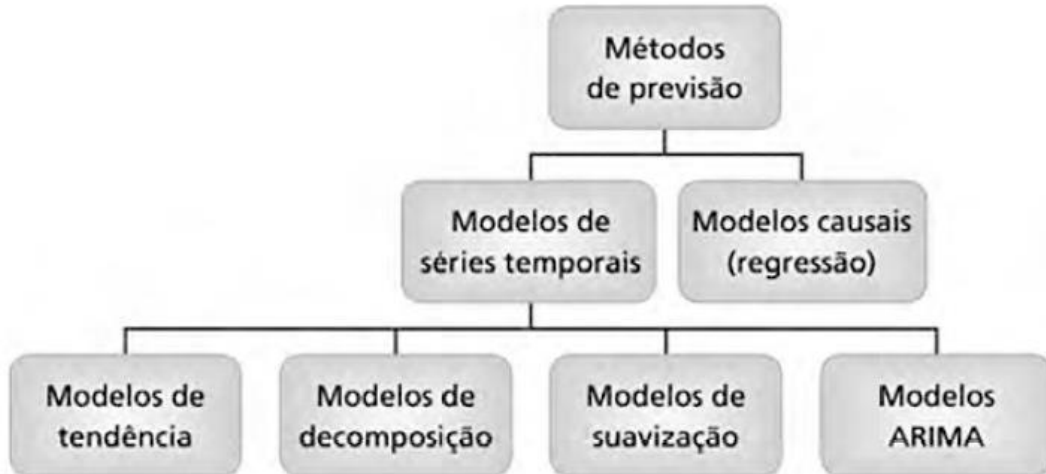 Métodos
de previsão
Modelos de
séries temporais
Modelos causais
(regressão)
Modelos de
tendência
Modelos de
decomposição
Modelos de
suavização
Modelos
ARIMA